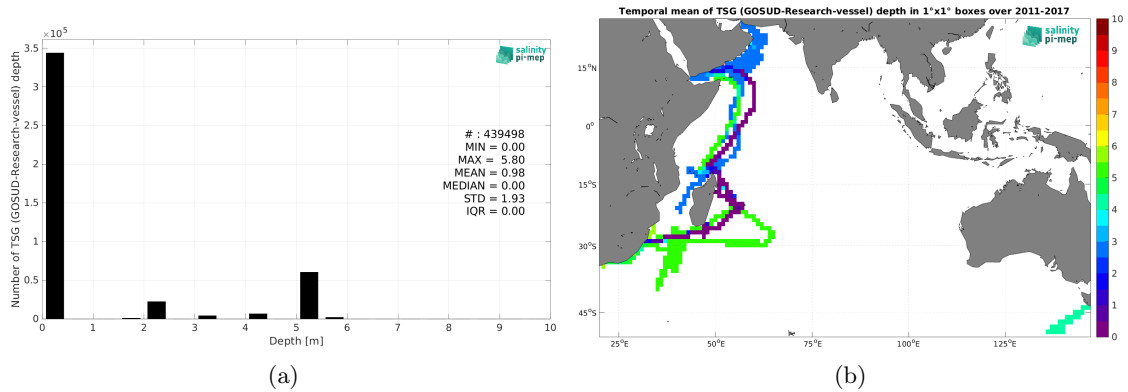 ×10^5
3.5
3
2.5
2
1.5
1
0.5
0
Number of TSG (GOSUD-Research-vessel) depth
salinity
pi-mep
# : 439498
MIN = 0.00
MAX = 5.80
MEAN = 0.98
MEDIAN = 0.00
STD = 1.93
IQR = 0.00
0 1 2 3 4 5 6 7 8 9 10
Depth [m]
(a)
Temporal mean of TSG (GOSUD-Research-vessel) depth in 1°x1° boxes over 2011-2017
salinity
pi-mep
15°N
0°
15°S
30°S
45°S
25°E 50°E 75°E 100°E 125°E
10
9
8
7
6
5
4
3
2
1
0
(b)